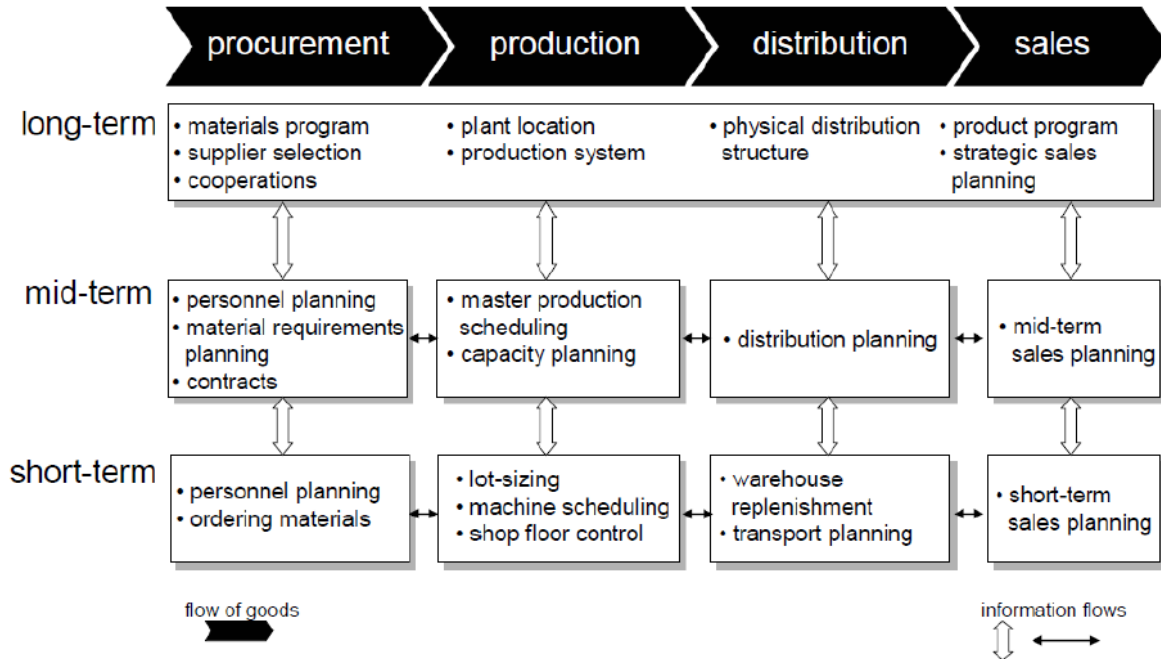 procurement
production
distribution
sales
long-term
• materials program
• supplier selection
• cooperations
• plant location
• production system
• physical distribution
structure
• product program
• strategic sales
planning
mid-term
• personnel planning
• material requirements
planning
• contracts
• master production
scheduling
• capacity planning
• distribution planning
• mid-term
sales planning
short-term
• personnel planning
• ordering materials
• lot-sizing
• machine scheduling
• shop floor control
• warehouse
replenishment
• transport planning
• short-term
sales planning
flow of goods
information flows